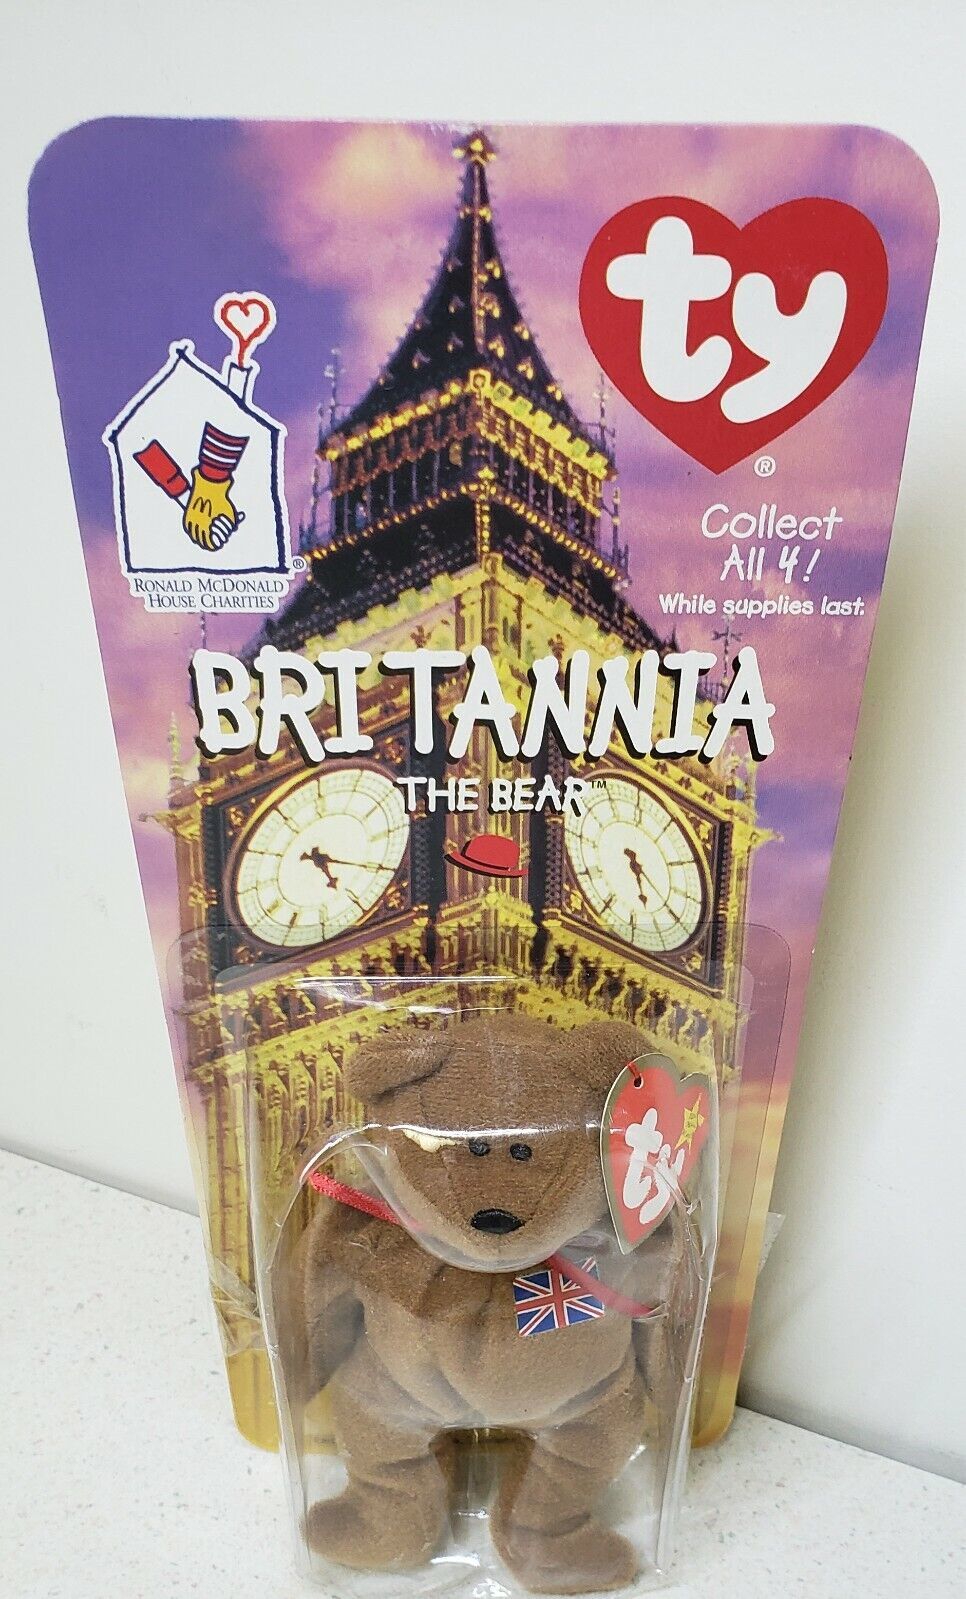 ty
®
Collect
All 4!
While supplies last.
®
RONALD MCDONALD
HOUSE CHARITIES
BRITANNIA
THE BEAR™
ty